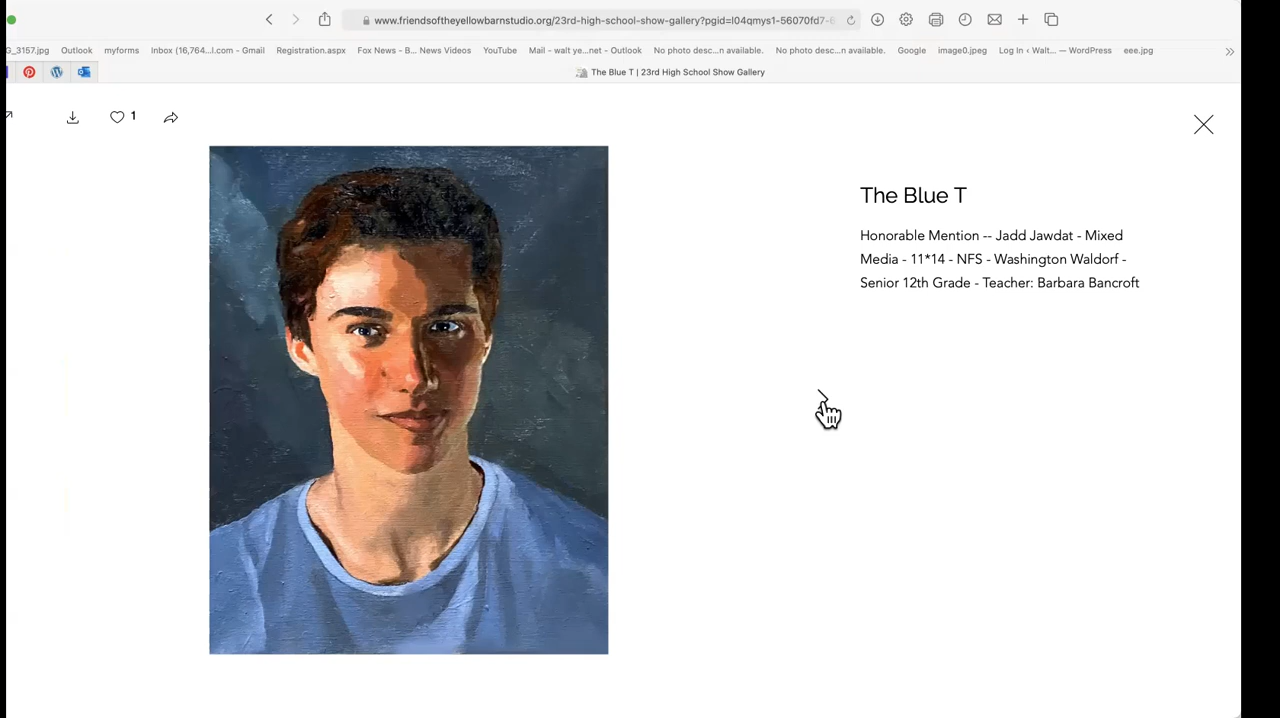 www.friendsoftheyellowbarnstudio.org/23rd-high-school-show-gallery?pgid=l04qmys1-56070fd7-6
G_3157.jpg Outlook myforms Inbox (16,764...l.com - Gmail Registration.aspx Fox News - B... News Videos YouTube Mail - walt ye...net - Outlook No photo desc...n available. No photo desc...n available. Google image0.jpeg Log In ‹ Walt... — WordPress eee.jpg
The Blue T | 23rd High School Show Gallery
1
The Blue T
Honorable Mention -- Jadd Jawdat - Mixed
Media - 11*14 - NFS - Washington Waldorf -
Senior 12th Grade - Teacher: Barbara Bancroft